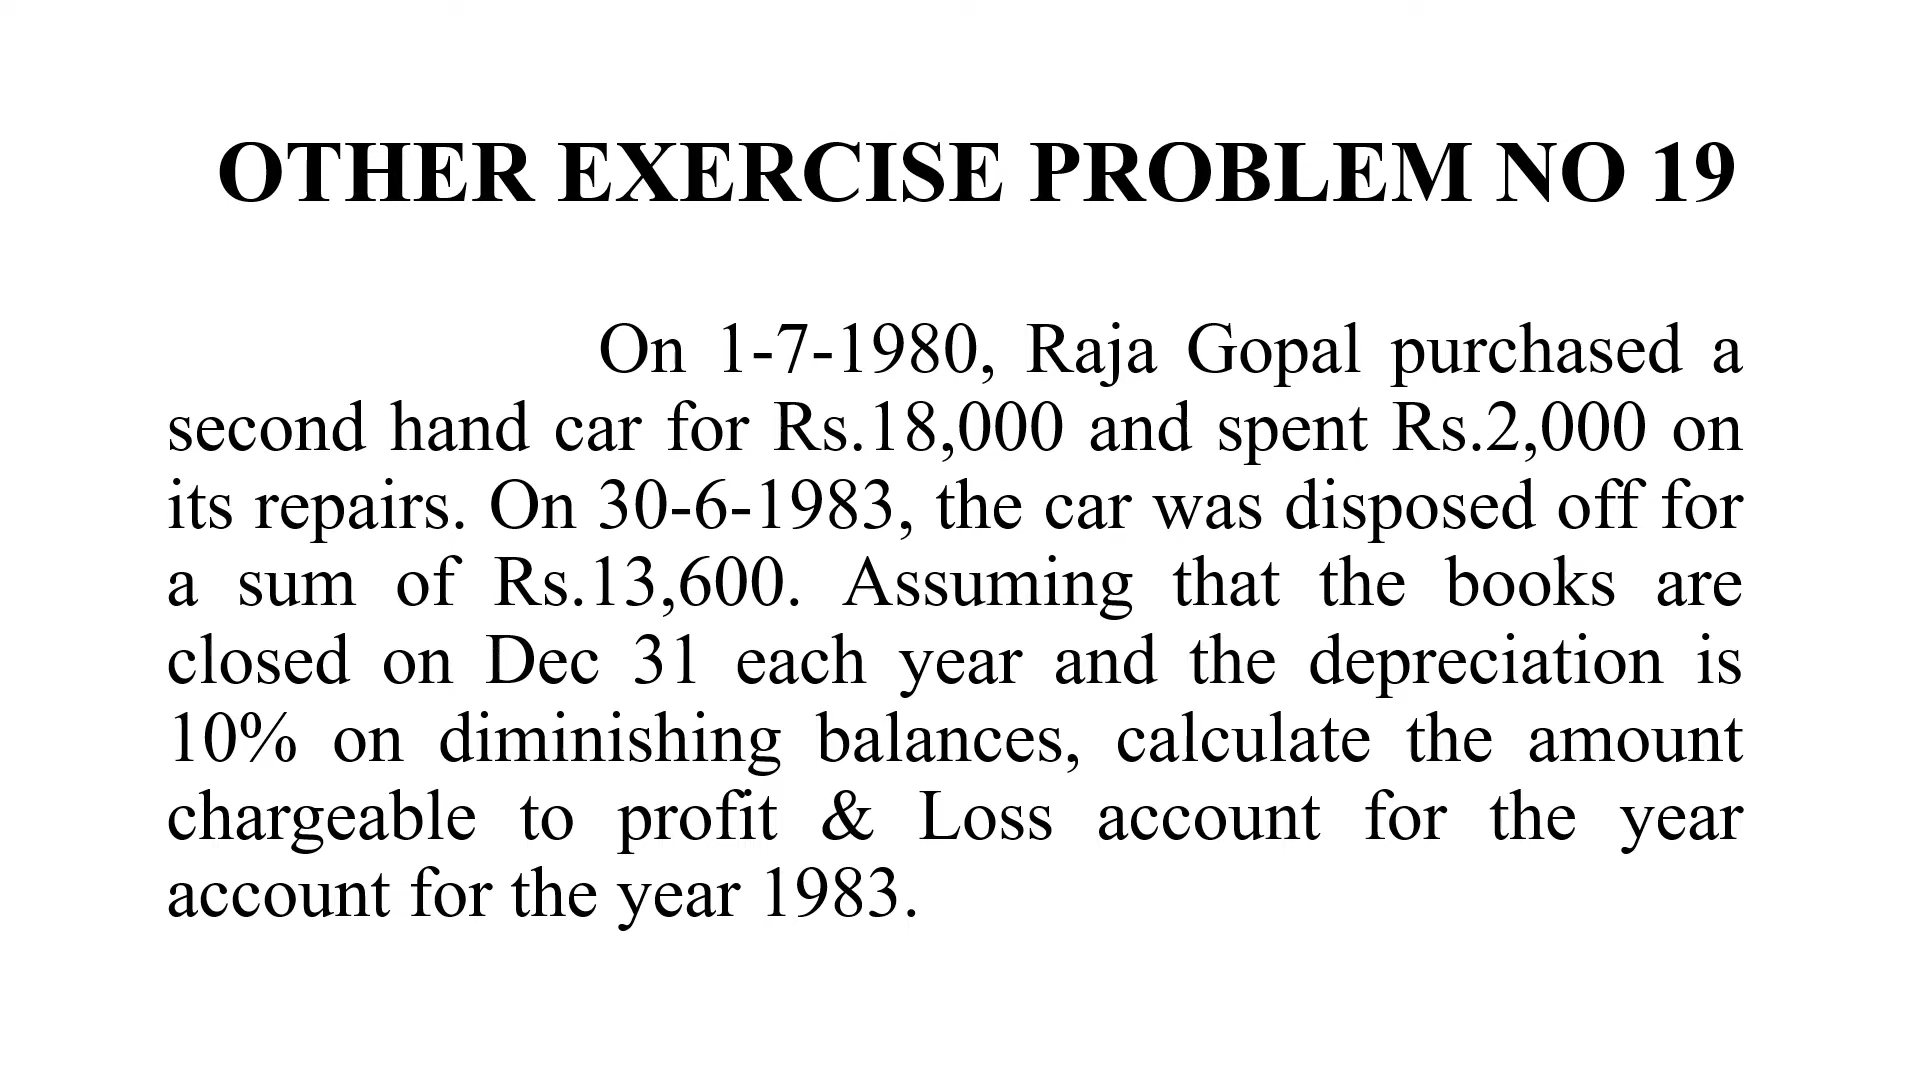 OTHER EXERCISE PROBLEM NO 19
On 1-7-1980, Raja Gopal purchased a
second hand car for Rs.18,000 and spent Rs.2,000 on
its repairs. On 30-6-1983, the car was disposed off for
a sum of Rs.13,600. Assuming that the books are
closed on Dec 31 each year and the depreciation is
10% on diminishing balances, calculate the amount
chargeable to profit & Loss account for the year
account for the year 1983.